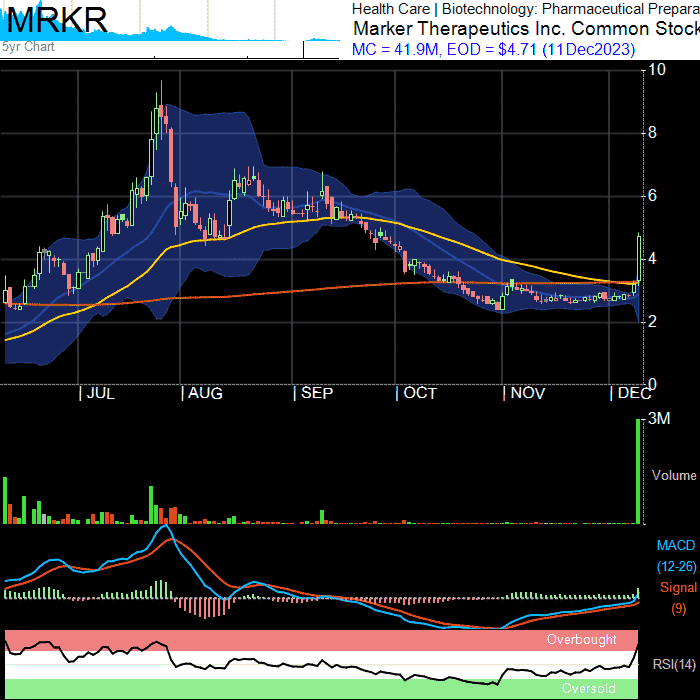 MRKR
5yr Chart
Health Care | Biotechnology: Pharmaceutical Prepara
Marker Therapeutics Inc. Common Stock
MC = 41.9M, EOD = $4.71 (11Dec2023)
10
8
6
4
2
0
| JUL | AUG | SEP | OCT | NOV | DEC
3M
Volume
MACD
(12-26)
Signal
(9)
Overbought
RSI(14)
Oversold